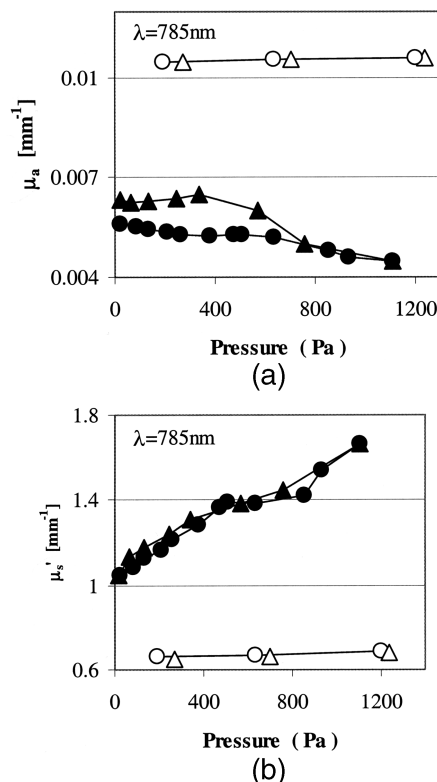 λ=785nm
0.01
0.007
0.004
μa [mm-1]
0 400 800 1200
Pressure ( Pa )
(a)
λ=785nm
1.8
1.4
1
0.6
μs' [mm-1]
0 400 800 1200
Pressure ( Pa )
(b)